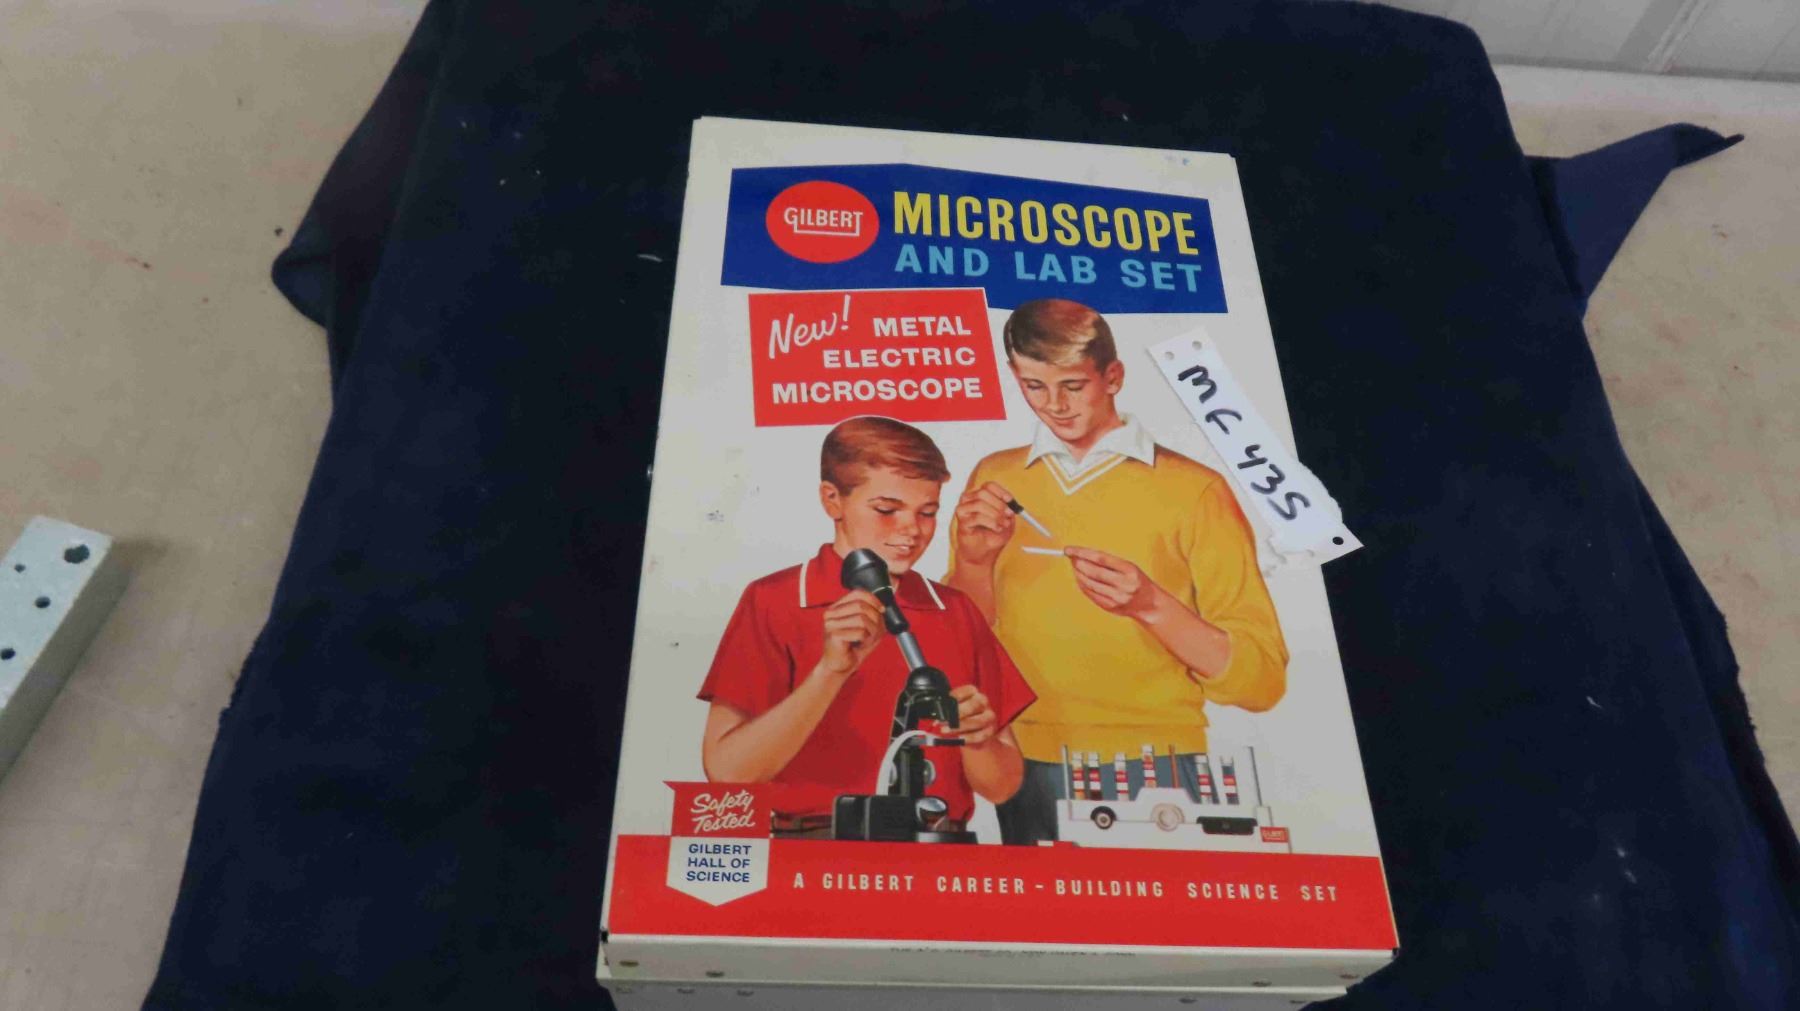 GILBERT
MICROSCOPE
AND LAB SET
New! METAL
ELECTRIC
MICROSCOPE
MF 435
Safety
Tested
GILBERT
HALL OF
SCIENCE
A GILBERT CAREER-BUILDING SCIENCE SET